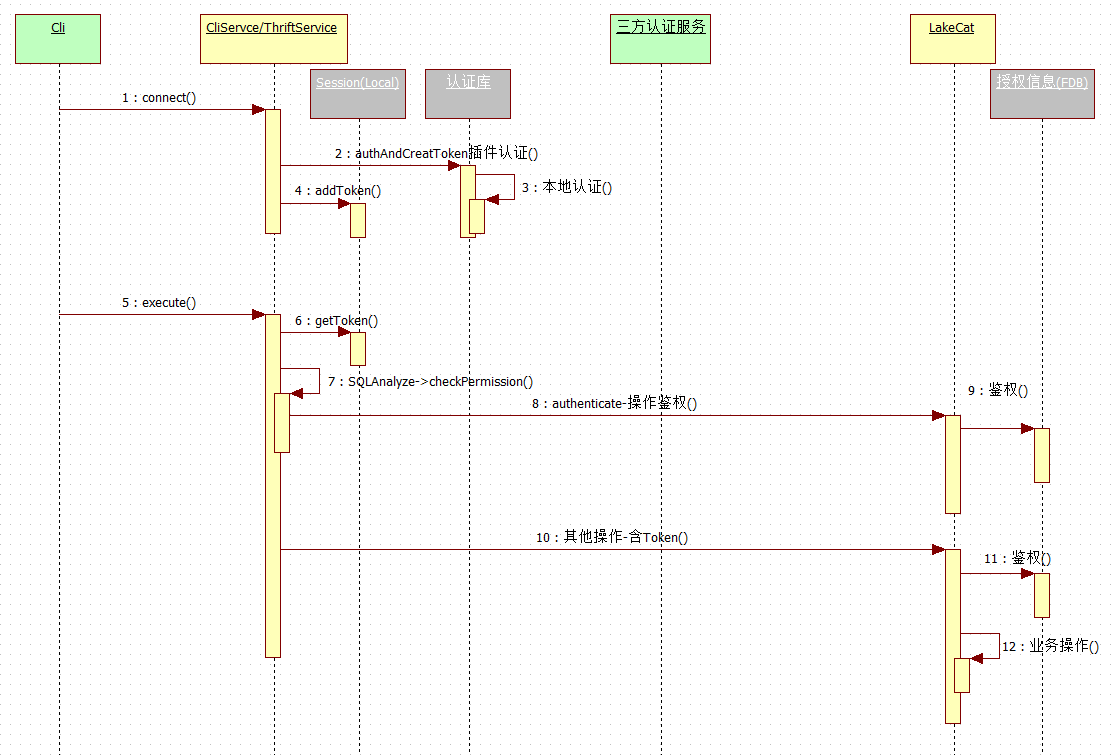 Cli
CliServce/ThriftService
三方认证服务
LakeCat
Session(Local)
认证库
授权信息(FDB)
1 : connect()
2 : authAndCreatToken插件认证()
3 : 本地认证()
4 : addToken()
5 : execute()
6 : getToken()
7 : SQLAnalyze->checkPermission()
8 : authenticate-操作鉴权()
9 : 鉴权()
10 : 其他操作-含Token()
11 : 鉴权()
12 : 业务操作()